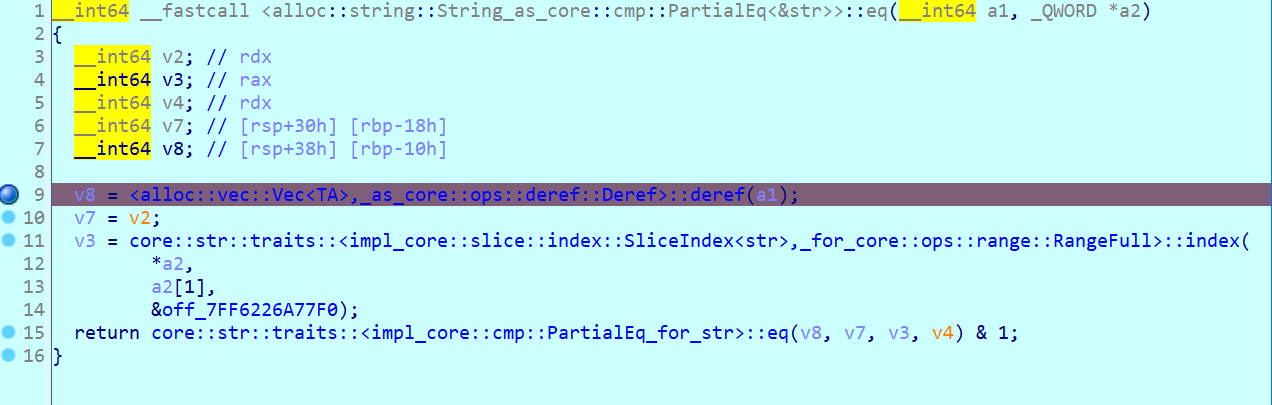 1 __int64 __fastcall <alloc::string::String_as_core::cmp::PartialEq<&str>>::eq(__int64 a1, _QWORD *a2)
2 {
3 __int64 v2; // rdx
4 __int64 v3; // rax
5 __int64 v4; // rdx
6 __int64 v7; // [rsp+30h] [rbp-18h]
7 __int64 v8; // [rsp+38h] [rbp-10h]
8
9 v8 = <alloc::vec::Vec<TA>,_as_core::ops::deref::Deref>::deref(a1);
10 v7 = v2;
11 v3 = core::str::traits::<impl_core::slice::index::SliceIndex<str>,_for_core::ops::range::RangeFull>::index(
12 *a2,
13 a2[1],
14 &off_7FF6226A77F0);
15 return core::str::traits::<impl_core::cmp::PartialEq_for_str>::eq(v8, v7, v3, v4) & 1;
16 }